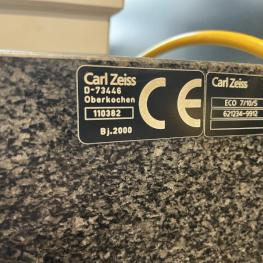 Carl Zeiss
D-73446
Oberkochen
110382
Bj.2000
CE
Carl Zeiss
ECO 7/10/5
621234-9912